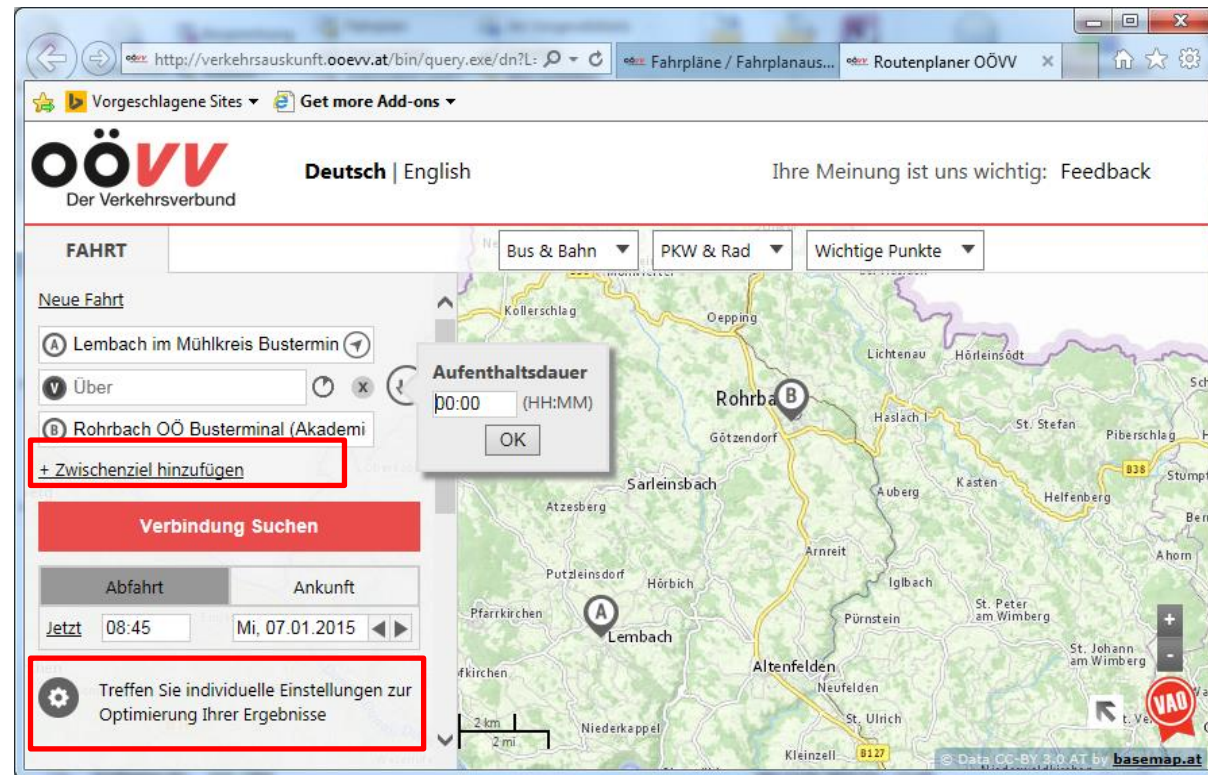 http://verkehrsauskunft.ooevv.at/bin/query.exe/dn?L=
Fahrpläne / Fahrplanaus...
Routenplaner OÖVV
Vorgeschlagene Sites
Get more Add-ons
OÖVV
Der Verkehrsverbund
Deutsch | English
Ihre Meinung ist uns wichtig: Feedback
FAHRT
Bus & Bahn
PKW & Rad
Wichtige Punkte
Neue Fahrt
A Lembach im Mühlkreis Bustermin
V Über
B Rohrbach OÖ Busterminal (Akademi
+ Zwischenziel hinzufügen
Verbindung Suchen
Abfahrt Ankunft
Jetzt 08:45 Mi, 07.01.2015
Treffen Sie individuelle Einstellungen zur
Optimierung Ihrer Ergebnisse
Aufenthaltsdauer
00:00 (HH:MM)
OK
Kollerschlag
Oepping
Lichtenau
Hörleinsödt
Rohrba
B
Haslach
St. Stefan
Piberschlag
Götzendorf
Sarleinsbach
B38
Stumpt
Auberg
Kasten
Helfenberg
Atzesberg
Arnreit
Ahorn
Putzleinsdorf
Hörbich
Iglbach
Pfarrkirchen
A
Lembach
Pürnstein
St. Peter
am Wimberg
+
-
St. Johann
am Wimberg
Altenfelden
Neufelden
fkirchen
2 km
2 mi
Niederkappel
St. Ulrich
Kleinzell
B127
VAO
© Data CC-BY 3.0 AT by basemap.at